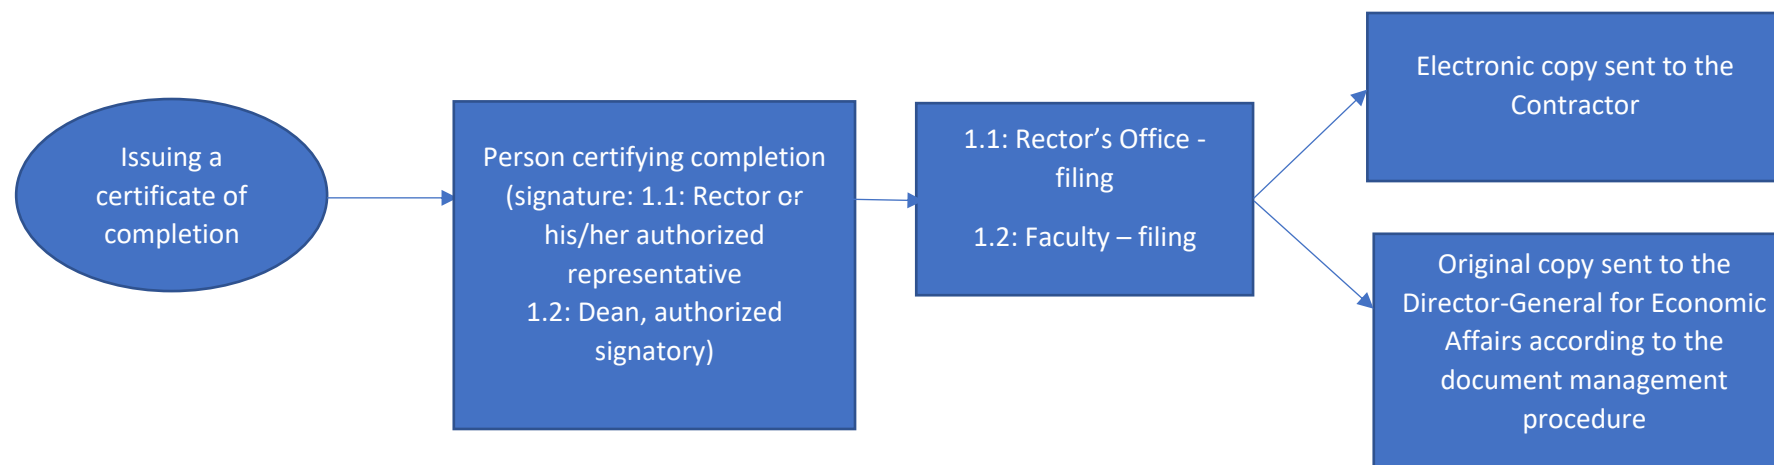 Issuing a
certificate of
completion
Person certifying completion
(signature: 1.1: Rector or
his/her authorized
representative
1.2: Dean, authorized
signatory)
1.1: Rector’s Office -
filing
1.2: Faculty – filing
Electronic copy sent to the
Contractor
Original copy sent to the
Director-General for Economic
Affairs according to the
document management
procedure